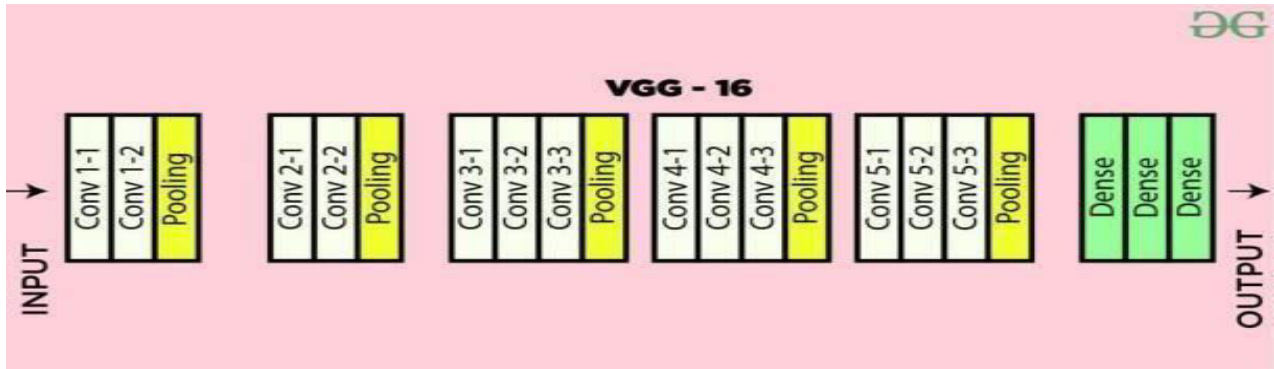 VGG - 16
INPUT
Conv 1-1
Conv 1-2
Pooling
Conv 2-1
Conv 2-2
Pooling
Conv 3-1
Conv 3-2
Conv 3-3
Pooling
Conv 4-1
Conv 4-2
Conv 4-3
Pooling
Conv 5-1
Conv 5-2
Conv 5-3
Pooling
Dense
Dense
Dense
OUTPUT